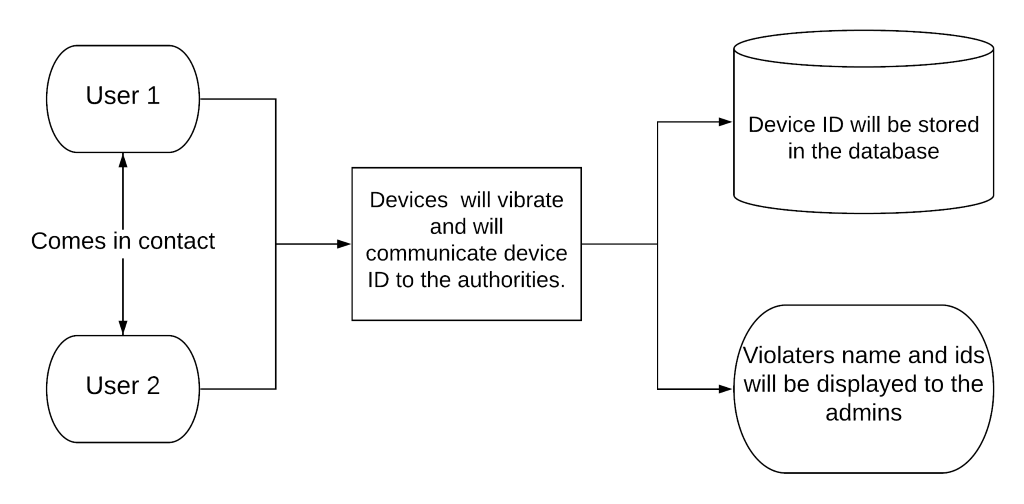 User 1
Comes in contact
User 2
Devices  will vibrate
and will
communicate device
ID to the authorities.
Device ID will be stored
in the database
Violaters name and ids
will be displayed to the
admins